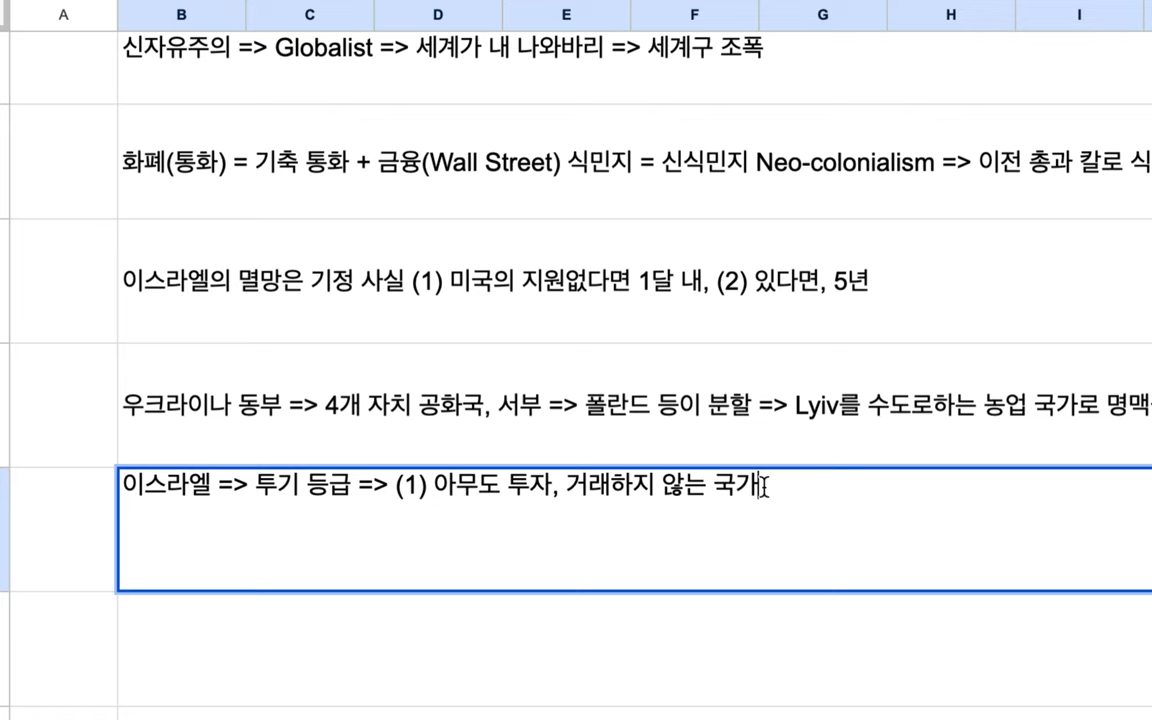 A B C D E F G H I
신자유주의 => Globalist => 세계가 내 나와바리 => 세계구 조폭
화폐(통화) = 기축 통화 + 금융(Wall Street) 식민지 = 신식민지 Neo-colonialism => 이전 총과 칼로 식
이스라엘의 멸망은 기정 사실 (1) 미국의 지원없다면 1달 내, (2) 있다면, 5년
우크라이나 동부 => 4개 자치 공화국, 서부 => 폴란드 등이 분할 => Lyiv를 수도로하는 농업 국가로 명맥
이스라엘 => 투기 등급 => (1) 아무도 투자, 거래하지 않는 국가